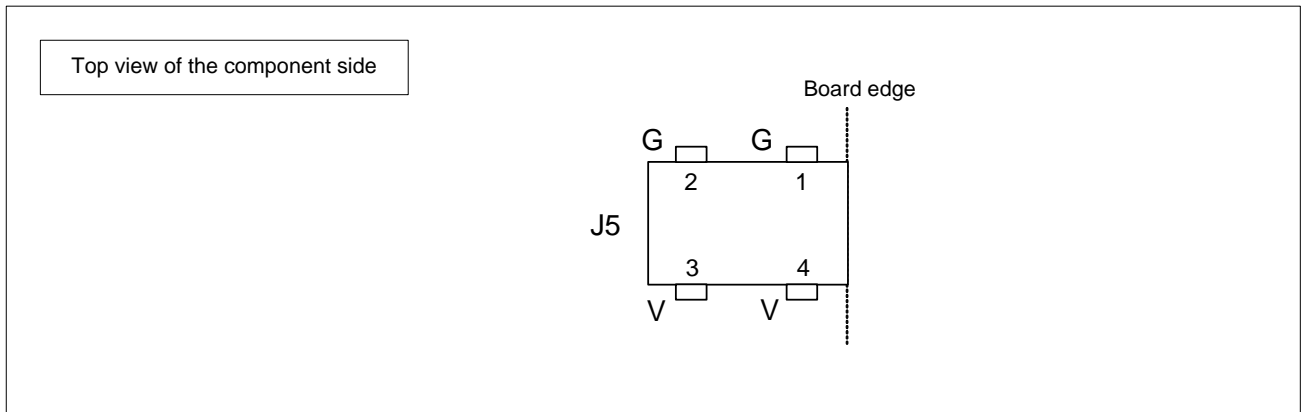 Top view of the component side
Board edge
G G
2 1
J5
3 4
V V